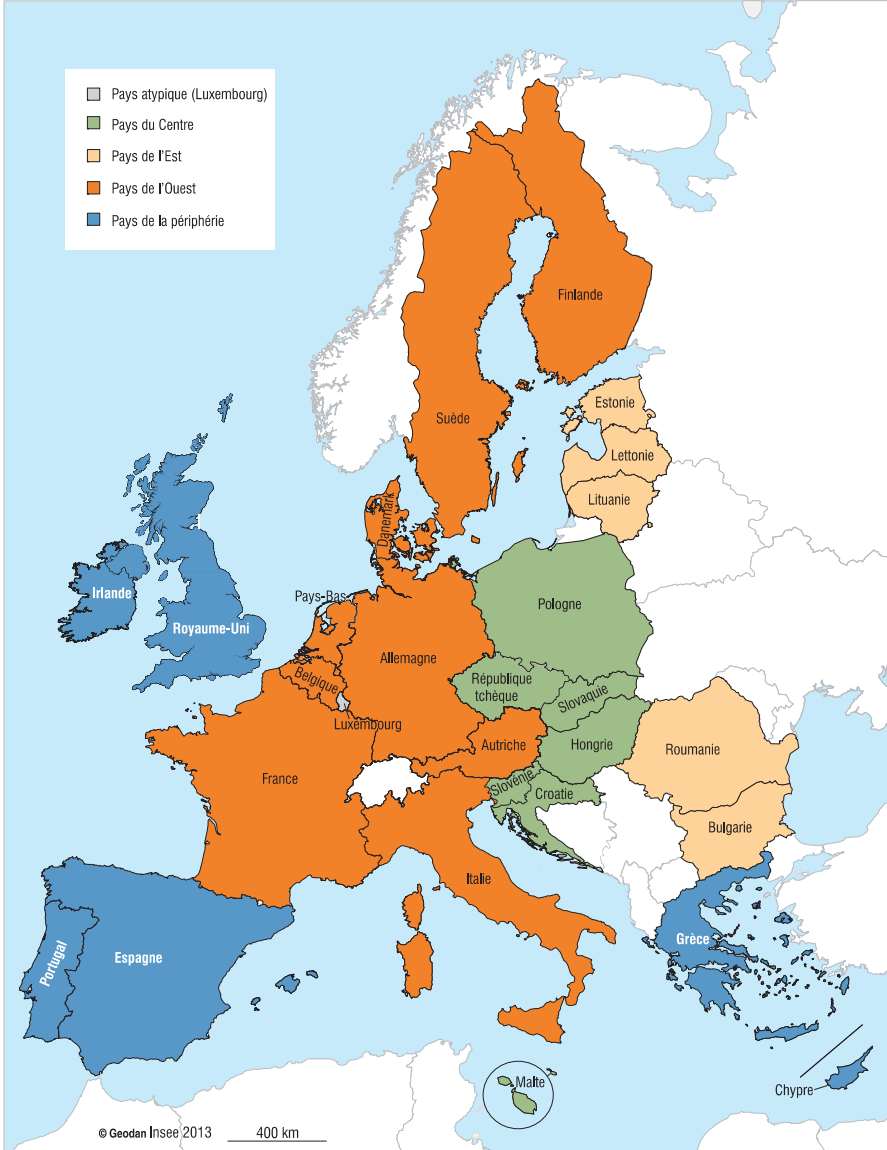 Pays atypique (Luxembourg)
Pays du Centre
Pays de l'Est
Pays de l'Ouest
Pays de la périphérie
Finlande
Suède
Estonie
Lettonie
Lituanie
Danemark
Irlande
Royaume-Uni
Pays-Bas
Pologne
Allemagne
Belgique
République
tchèque
Slovaquie
Luxembourg
Autriche
Hongrie
Roumanie
France
Slovénie
Croatie
Bulgarie
Italie
Portugal
Espagne
Grèce
Malte
Chypre
© Geodan Insee 2013
400 km